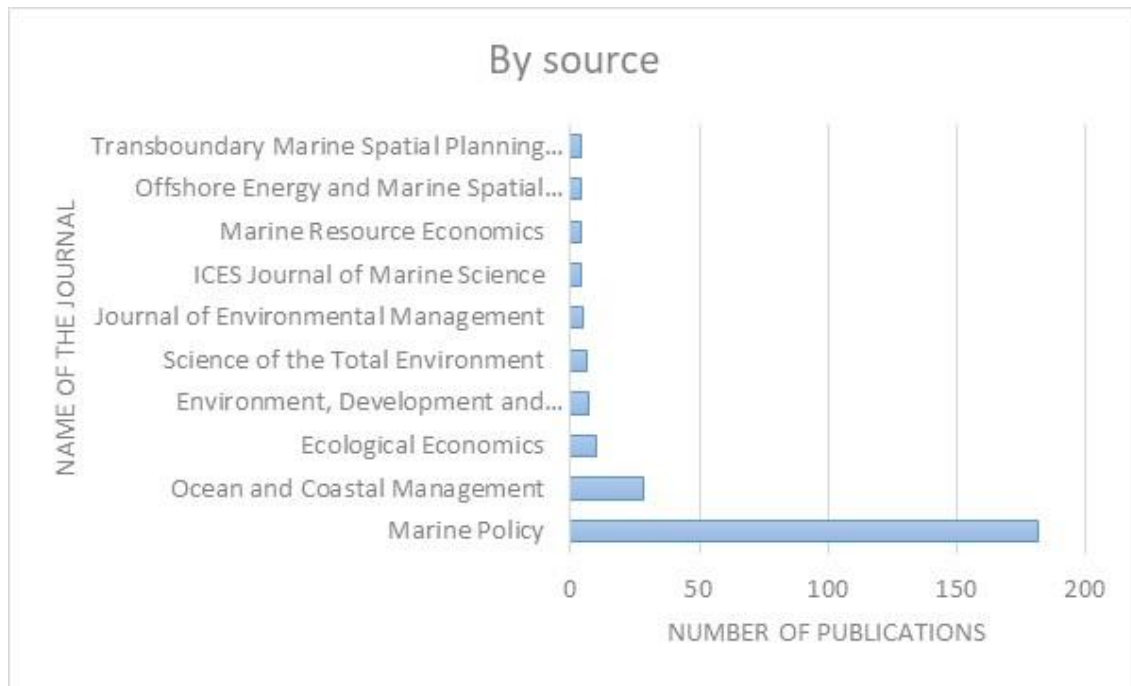 By source
NAME OF THE JOURNAL
Transboundary Marine Spatial Planning...
Offshore Energy and Marine Spatial...
Marine Resource Economics
ICES Journal of Marine Science
Journal of Environmental Management
Science of the Total Environment
Environment, Development and...
Ecological Economics
Ocean and Coastal Management
Marine Policy
0 50 100 150 200
NUMBER OF PUBLICATIONS